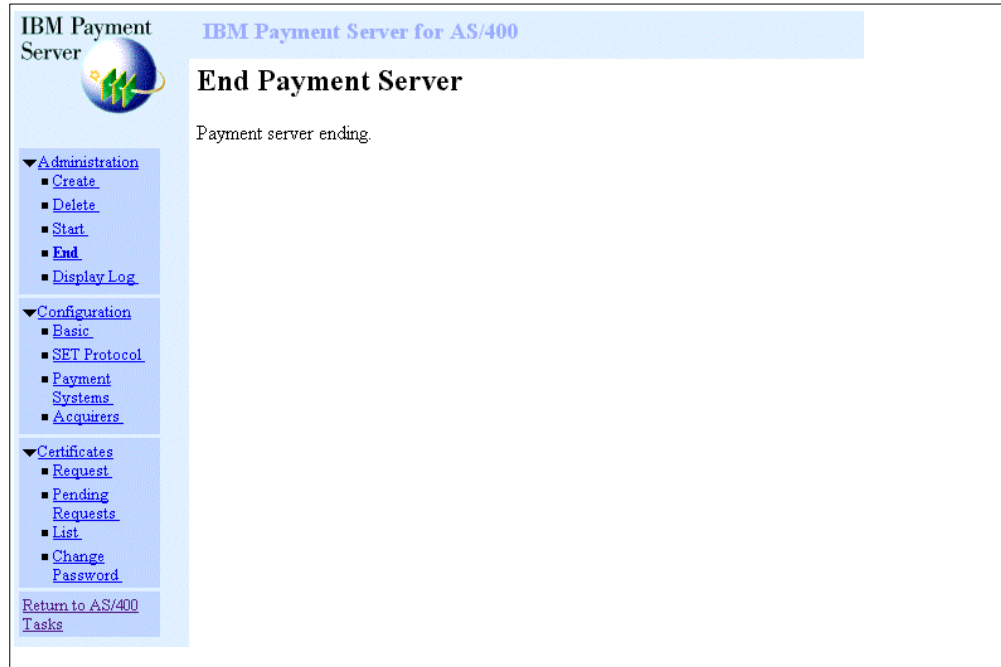 IBM Payment
Server
IBM Payment Server for AS/400
End Payment Server
Payment server ending.
Administration
Create
Delete
Start
End
Display Log
Configuration
Basic
SET Protocol
Payment
Systems
Acquirers
Certificates
Request
Pending
Requests
List
Change
Password
Return to AS/400
Tasks